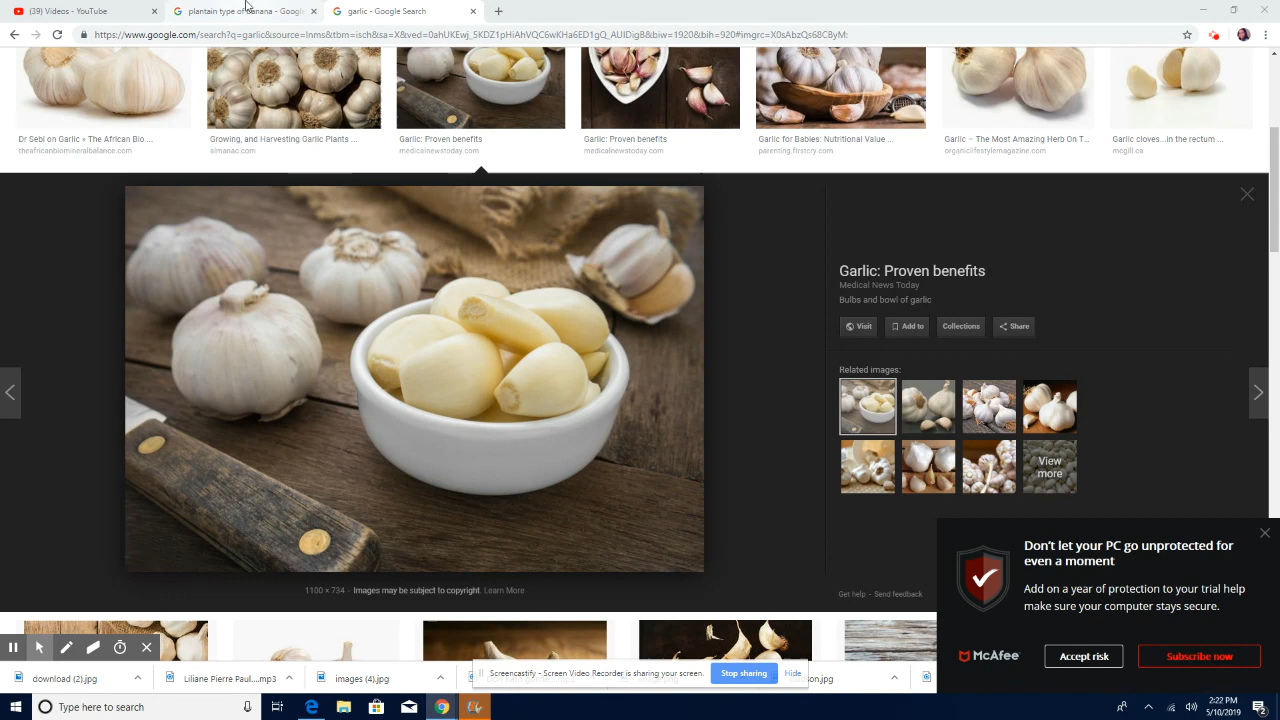 (39) Videos - YouTube
plantain type of banana - Google
garlic - Google Search
https://www.google.com/search?q=garlic&source=lnms&tbm=isch&sa=X&ved=0ahUKEwj_5KDZ1pHiAhVQC6wKHa6ED1gQ_AUIDigB&biw=1920&bih=920#imgrc=X0sAbzQs68CByM:
Dr Sebi on Garlic » The African Bio ...
theafricanbiomineralbalance.com
Growing, and Harvesting Garlic Plants ...
almanac.com
Garlic: Proven benefits
medicalnewstoday.com
Garlic: Proven benefits
medicalnewstoday.com
Garlic for Babies: Nutritional Value ...
parenting.firstcry.com
Garlic – The Most Amazing Herb On T...
organiclifestylemagazine.com
Garlic cloves...in the rectum ...
mcgill.ca
Garlic: Proven benefits
Medical News Today
Bulbs and bowl of garlic
Visit
Add to
Collections
Share
Related images:
View
more
1100 × 734 - Images may be subject to copyright. Learn More
Get help - Send feedback
Don't let your PC go unprotected for
even a moment
Add on a year of protection to your trial help
make sure your computer stays secure.
McAfee
Accept risk
Subscribe now
download (2).jpg
Liliane Pierre Paul....mp3
images (4).jpg
Screencastify - Screen Video Recorder is sharing your screen.
Stop sharing
Hide
Type here to search
2:22 PM
5/10/2019
2